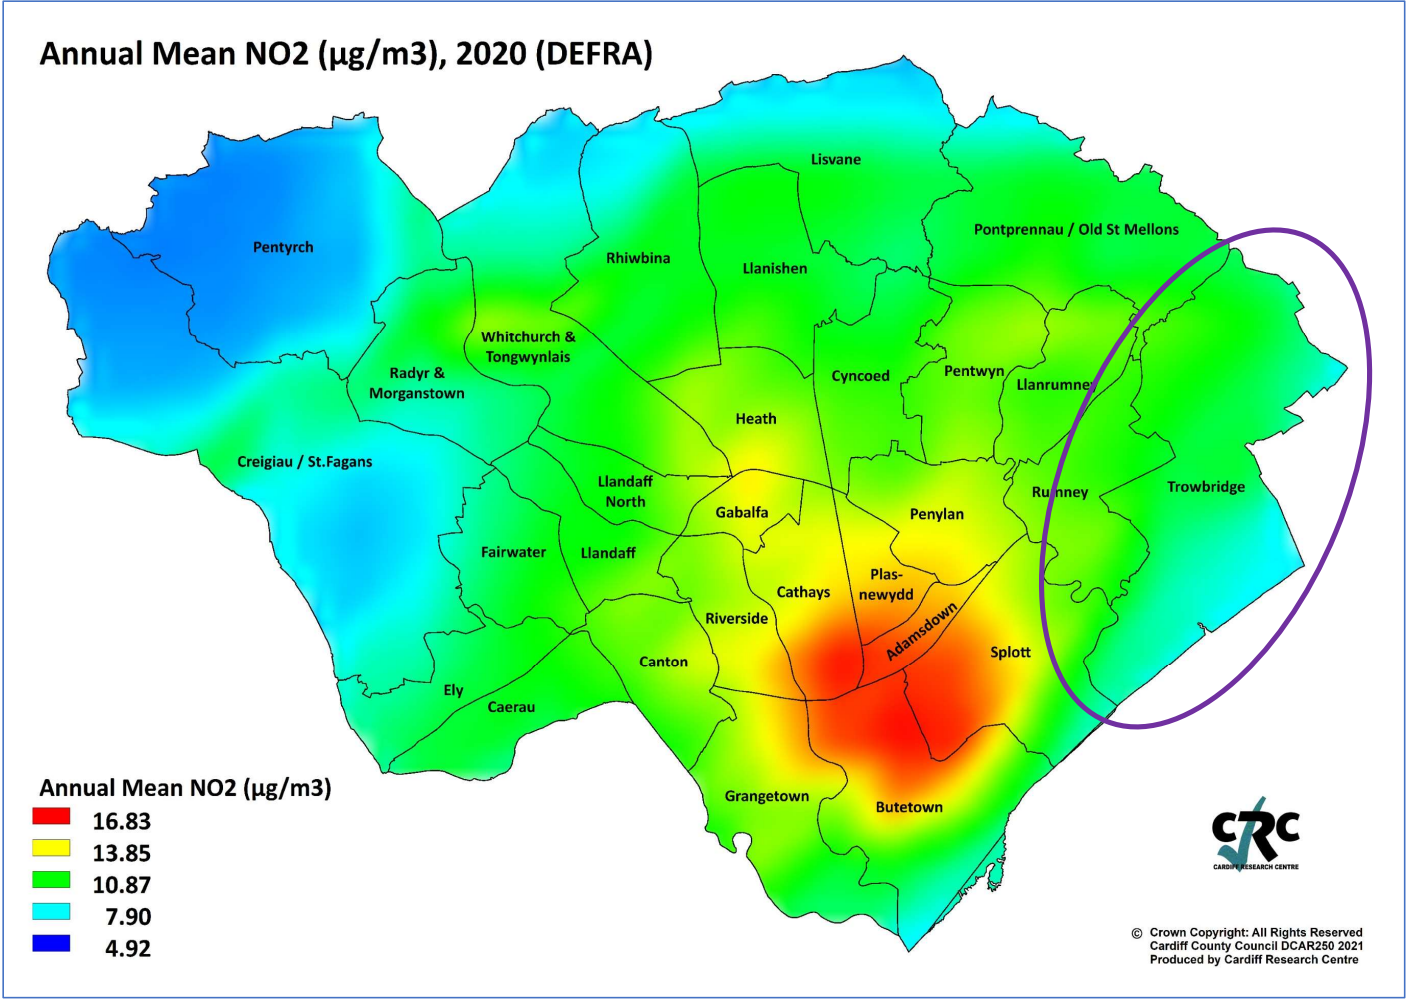 Annual Mean NO2 (µg/m3), 2020 (DEFRA)
Lisvane
Pontprennau / Old St Mellons
Pentyrch
Rhiwbina
Llanishen
Whitchurch &
Tongwynlais
Radyr &
Morganstown
Cyncoed
Pentwyn
Llanrumney
Heath
Creigiau / St.Fagans
Llandaff
North
Rumney
Trowbridge
Gabalfa
Penylan
Fairwater
Llandaff
Plas-
newydd
Cathays
Riverside
Adamsdown
Splott
Canton
Ely
Caerau
Grangetown
Butetown
Annual Mean NO2 (µg/m3)
16.83
13.85
10.87
7.90
4.92
CRC
CARDIFF RESEARCH CENTRE
© Crown Copyright: All Rights Reserved
Cardiff County Council DCAR250 2021
Produced by Cardiff Research Centre